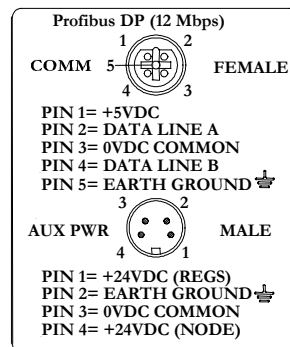 Profibus DP (12 Mbps)
1 2
COMM 5 FEMALE
4 3
PIN 1= +5VDC
PIN 2= DATA LINE A
PIN 3= 0VDC COMMON
PIN 4= DATA LINE B
PIN 5= EARTH GROUND
3 2
AUX PWR MALE
4 1
PIN 1= +24VDC (REGS)
PIN 2= EARTH GROUND
PIN 3= 0VDC COMMON
PIN 4= +24VDC (NODE)